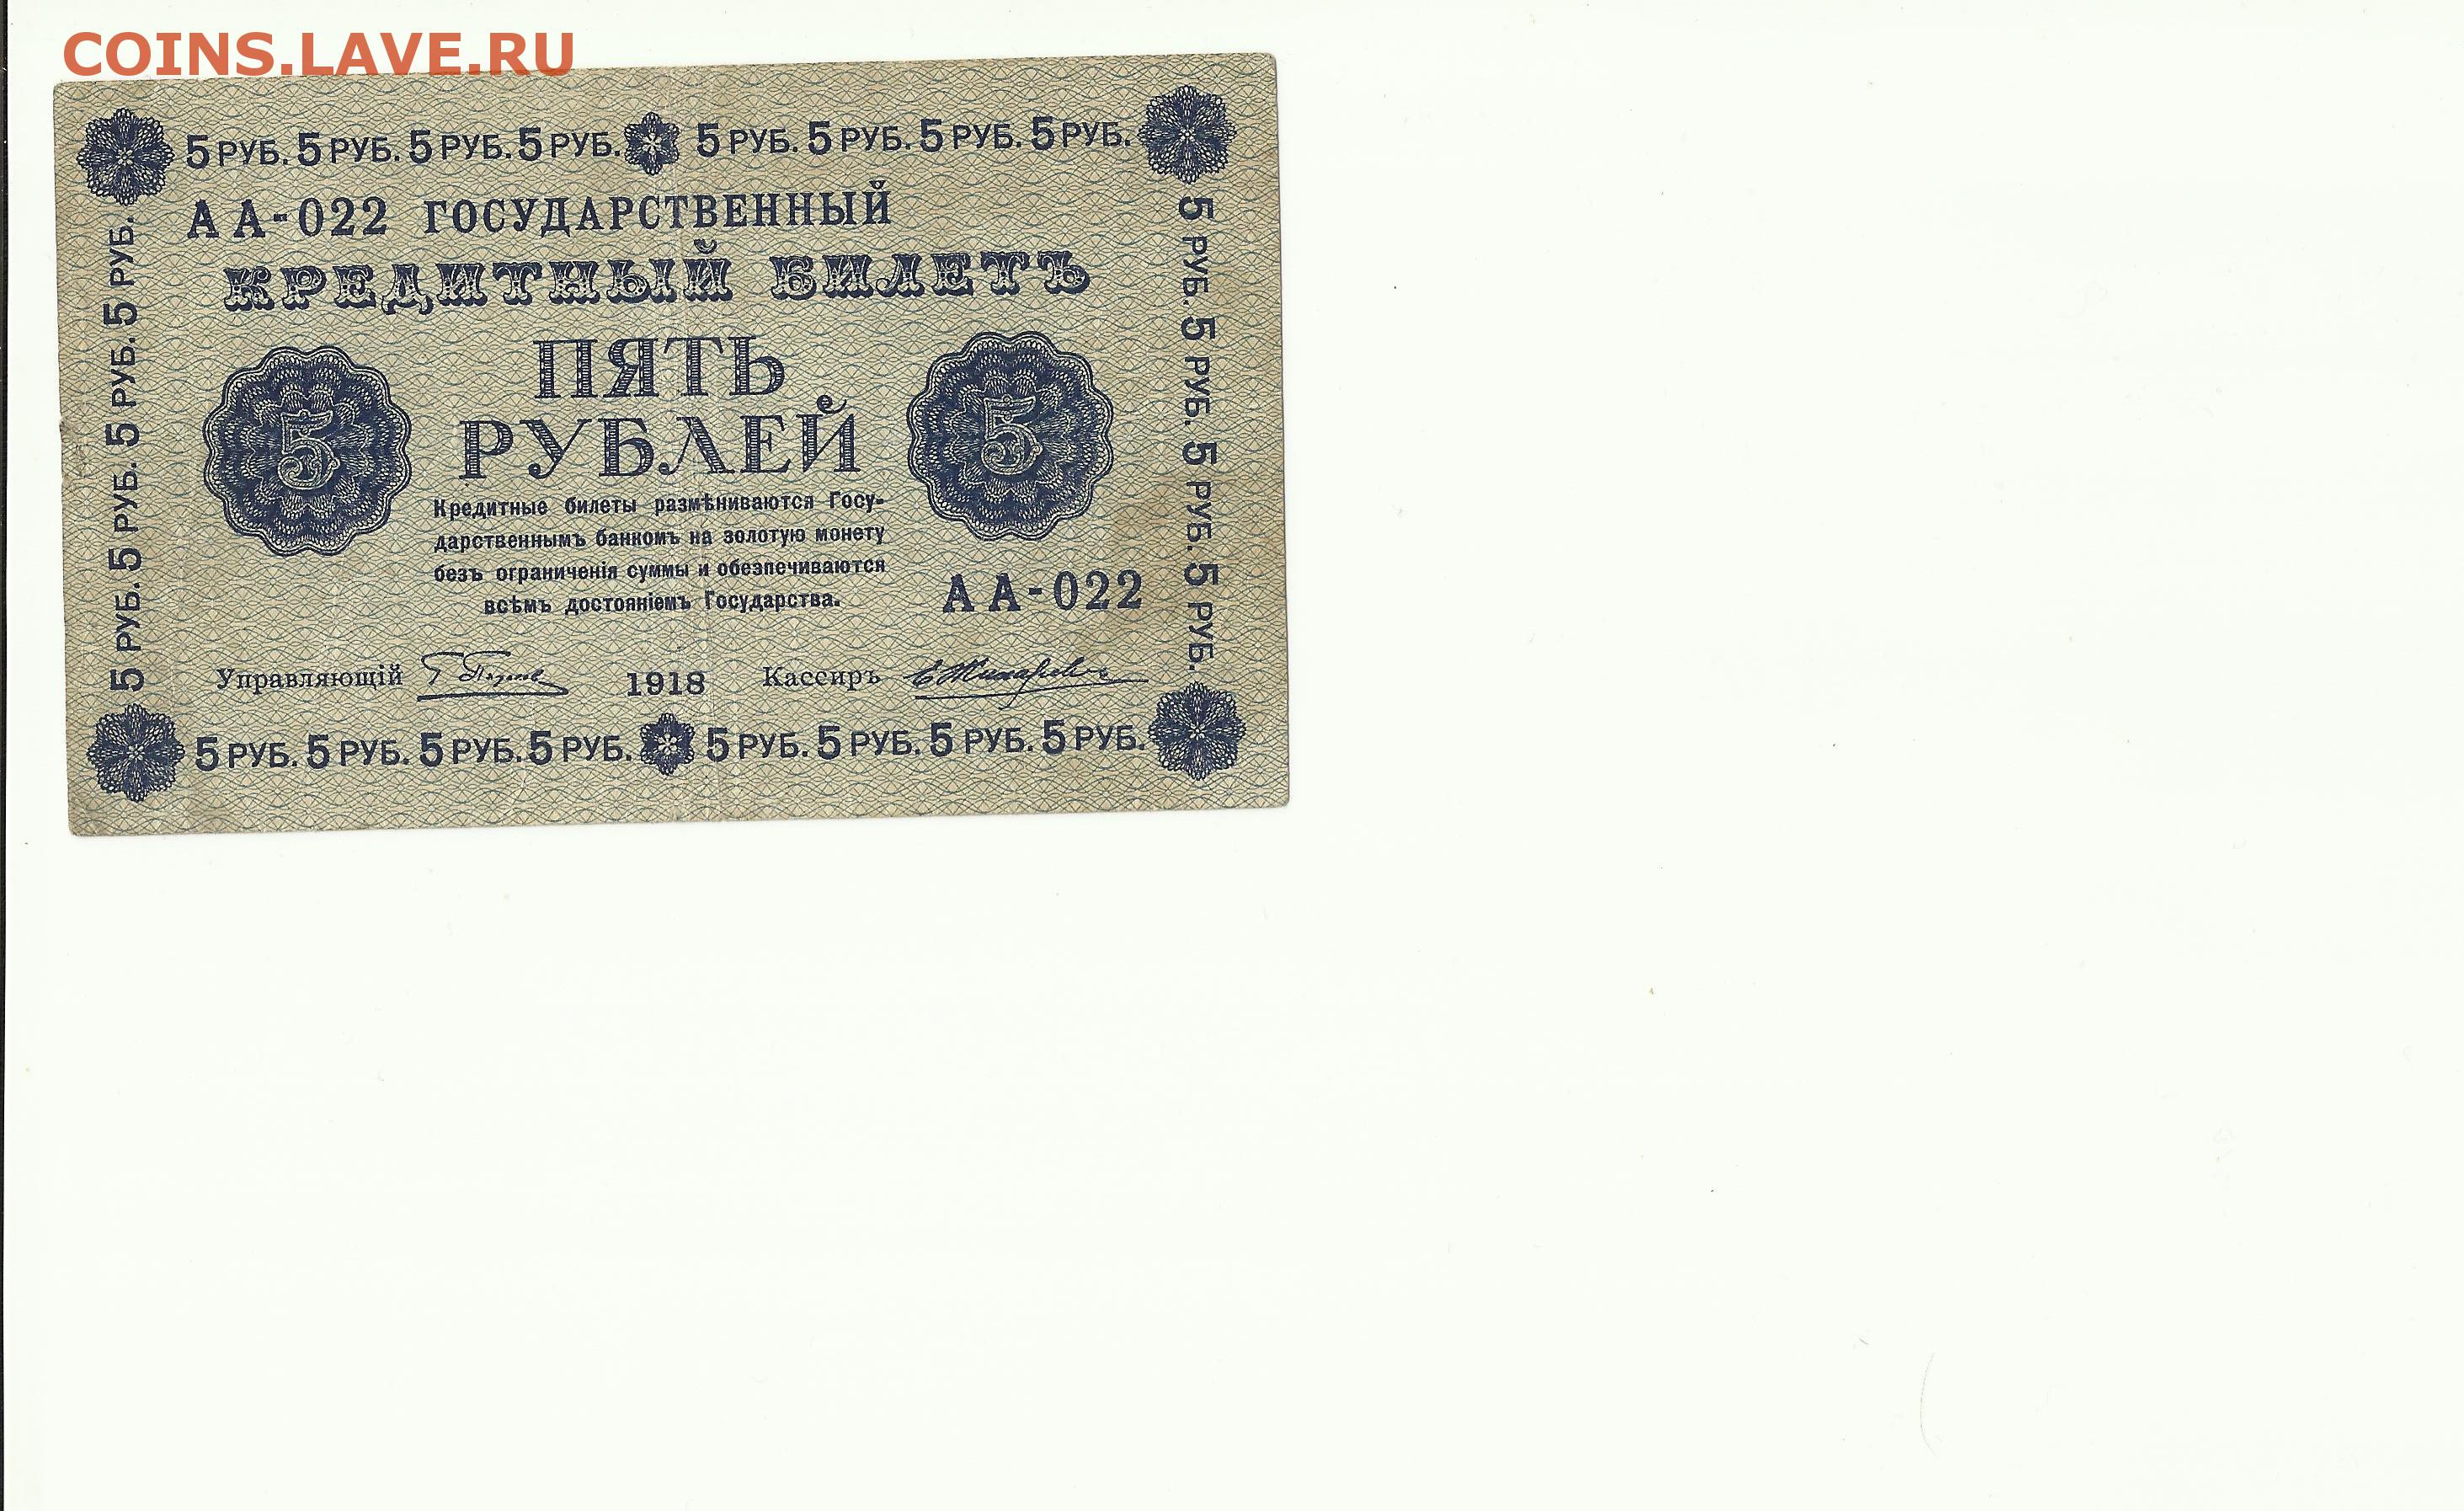 COINS.LAVE.RU
5 РУБ. 5 РУБ. 5 РУБ. 5 РУБ. 5 РУБ. 5 РУБ. 5 РУБ. 5 РУБ.
5 РУБ. 5 РУБ. 5 РУБ. 5 РУБ.
АА-022 ГОСУДАРСТВЕННЫЙ
КРЕДИТНЫЙ БИЛЕТЪ
ПЯТЬ
РУБЛЕЙ
5
5
Кредитные билеты размѣниваются Госу-
дарственнымъ банкомъ на золотую монету
безъ ограниченія суммы и обезпечиваются
всѣмъ достояніемъ Государства.
АА-022
Управляющій
1918
Кассиръ
5 РУБ. 5 РУБ. 5 РУБ. 5 РУБ.
5 РУБ. 5 РУБ. 5 РУБ. 5 РУБ. 5 РУБ. 5 РУБ. 5 РУБ. 5 РУБ.